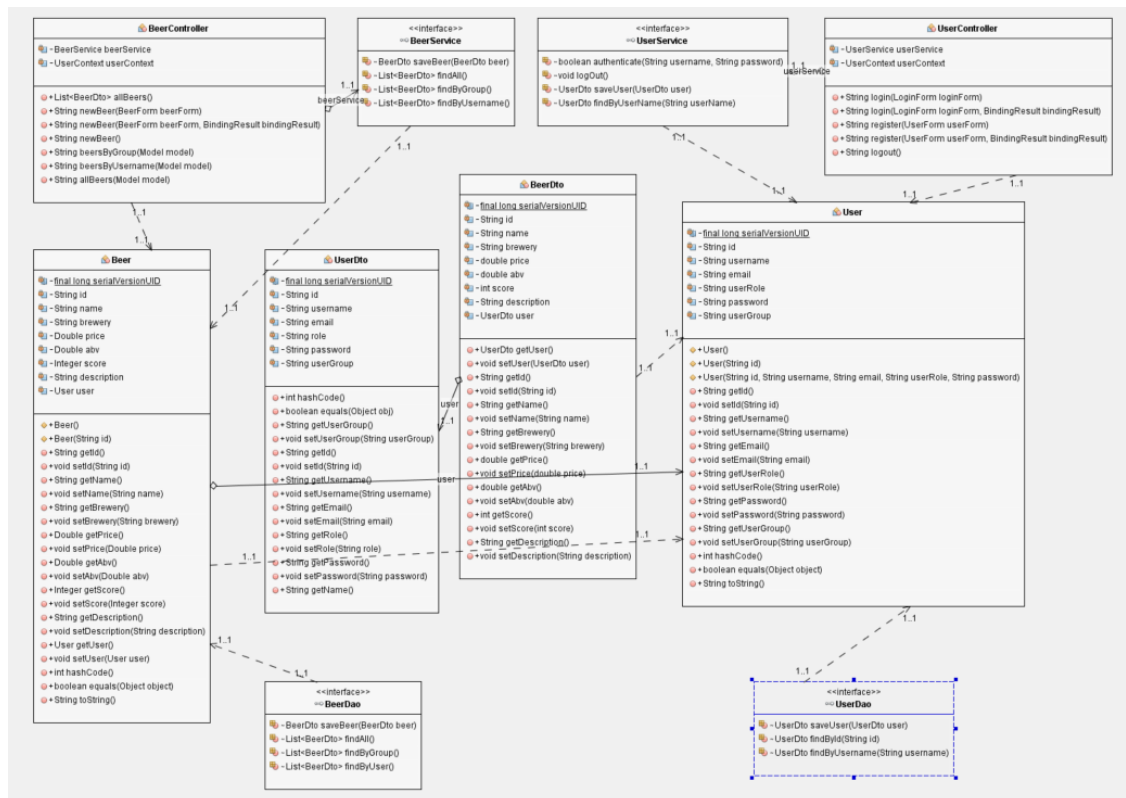 BeerController
-BeerService beerService
-UserContext userContext
+List<BeerDto> allBeers()
+String newBeer(BeerForm beerForm)
+String newBeer(BeerForm beerForm, BindingResult bindingResult)
+String newBeer()
+String beersByGroup(Model model)
+String beersByUsername(Model model)
+String allBeers(Model model)
<<interface>>
BeerService
-BeerDto saveBeer(BeerDto beer)
-List<BeerDto> findAll()
-List<BeerDto> findByGroup()
-List<BeerDto> findByUsername()
1..1
beerService
1..1
<<interface>>
UserService
-boolean authenticate(String username, String password)
-void logOut()
-UserDto saveUser(UserDto user)
-UserDto findByUserName(String userName)
1..1
userService
1..1
1..1
UserController
-UserService userService
-UserContext userContext
+String login(LoginForm loginForm)
+String login(LoginForm loginForm, BindingResult bindingResult)
+String register(UserForm userForm)
+String register(UserForm userForm, BindingResult bindingResult)
+String logout()
1..1
1..1
1..1
1..1
Beer
-final long serialVersionUID
-String id
-String name
-String brewery
-Double price
-Double abv
-Integer score
-String description
-User user
+Beer()
+Beer(String id)
+String getId()
+void setId(String id)
+String getName()
+void setName(String name)
+String getBrewery()
+void setBrewery(String brewery)
+Double getPrice()
+void setPrice(Double price)
+Double getAbv()
+void setAbv(Double abv)
+Integer getScore()
+void setScore(Integer score)
+String getDescription()
+void setDescription(String description)
+User getUser()
+void setUser(User user)
+int hashCode()
+boolean equals(Object object)
+String toString()
1..1
UserDto
-final long serialVersionUID
-String id
-String username
-String email
-String role
-String password
-String userGroup
+int hashCode()
+boolean equals(Object obj)
+String getUserGroup()
+void setUserGroup(String userGroup)
+String getId()
+void setId(String id)
+String getUsername()
+void setUsername(String username)
+String getEmail()
+void setEmail(String email)
+String getRole()
+void setRole(String role)
+String getPassword()
+void setPassword(String password)
+String getName()
user
1..1
user
1..1
BeerDto
-final long serialVersionUID
-String id
-String name
-String brewery
-double price
-double abv
-int score
-String description
-UserDto user
+UserDto getUser()
+void setUser(UserDto user)
+String getId()
+void setId(String id)
+String getName()
+void setName(String name)
+String getBrewery()
+void setBrewery(String brewery)
+double getPrice()
+void setPrice(double price)
+double getAbv()
+void setAbv(double abv)
+int getScore()
+void setScore(int score)
+String getDescription()
+void setDescription(String description)
1..1
1..1
1..1
1..1
User
-final long serialVersionUID
-String id
-String username
-String email
-String userRole
-String password
-String userGroup
+User()
+User(String id)
+User(String id, String username, String email, String userRole, String password)
+String getId()
+void setId(String id)
+String getUsername()
+void setUsername(String username)
+String getEmail()
+void setEmail(String email)
+String getUserRole()
+void setUserRole(String userRole)
+String getPassword()
+void setPassword(String password)
+String getUserGroup()
+void setUserGroup(String userGroup)
+int hashCode()
+boolean equals(Object object)
+String toString()
1..1
1..1
<<interface>>
BeerDao
-BeerDto saveBeer(BeerDto beer)
-List<BeerDto> findAll()
-List<BeerDto> findByGroup()
-List<BeerDto> findByUser()
1..1
1..1
<<interface>>
UserDao
-UserDto saveUser(UserDto user)
-UserDto findById(String id)
-UserDto findByUsername(String username)